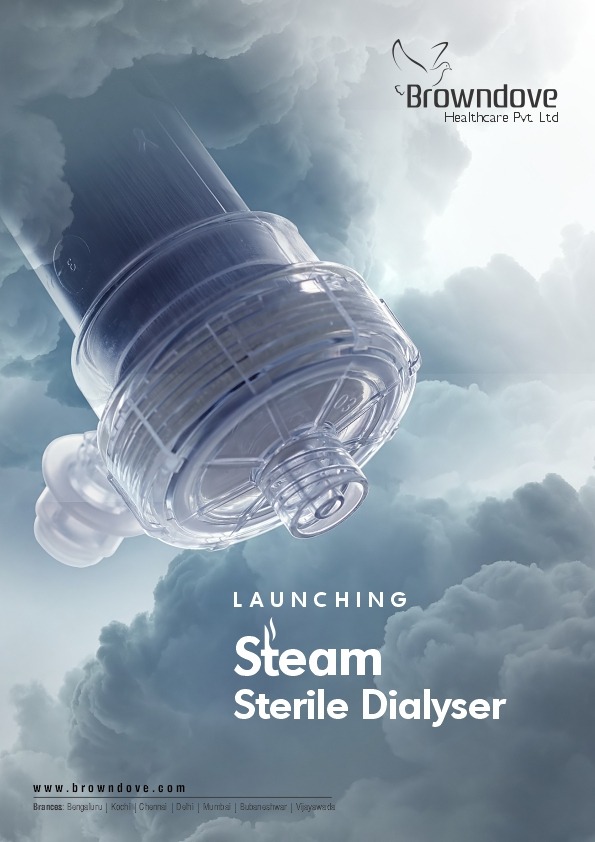 Browndove
Healthcare Pvt. Ltd
LAUNCHING
Steam
Sterile Dialyser
www.browndove.com
Brances: Bengaluru | Kochi | Chennai | Delhi | Mumbai | Bubaneshwar | Vijayawada
03